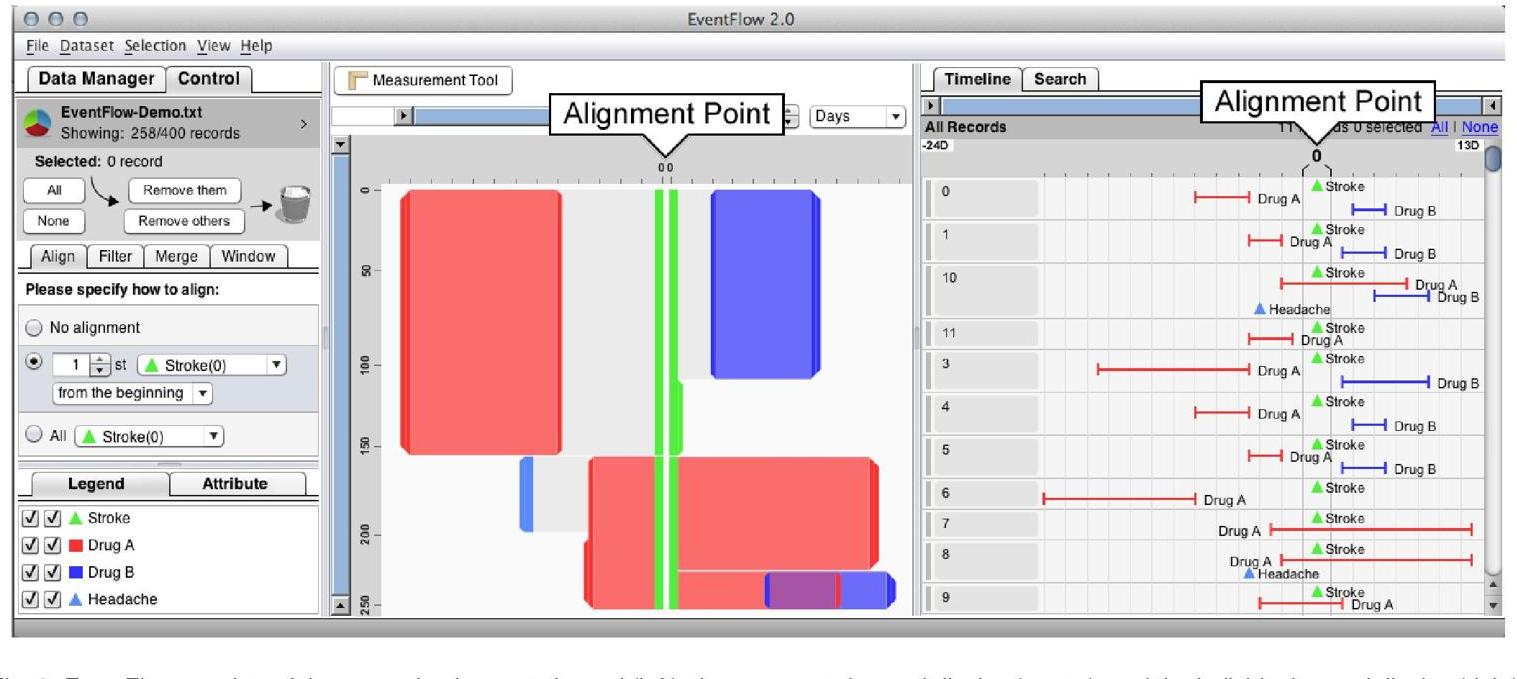 EventFlow 2.0
File Dataset Selection View Help
Data Manager Control
EventFlow-Demo.txt
Showing: 258/400 records
Selected: 0 record
All Remove them
None Remove others
Align Filter Merge Window
Please specify how to align:
No alignment
1 st Stroke(0)
from the beginning
All Stroke(0)
Legend Attribute
Stroke
Drug A
Drug B
Headache
Measurement Tool
Alignment Point
Days
0 0
0
50
100
150
200
250
Timeline Search
Alignment Point
All Records 0 selected All | None
-24D 0 13D
0 Stroke
Drug A
Drug B
1 Stroke
Drug A
Drug B
10 Stroke
Drug A
Drug B
Headache
11 Stroke
Drug A
3 Stroke
Drug A
Drug B
4 Stroke
Drug A
Drug B
5 Stroke
Drug A
Drug B
6 Stroke
Drug A
7 Stroke
Drug A
8 Stroke
Drug A
Headache
9 Stroke
Drug A